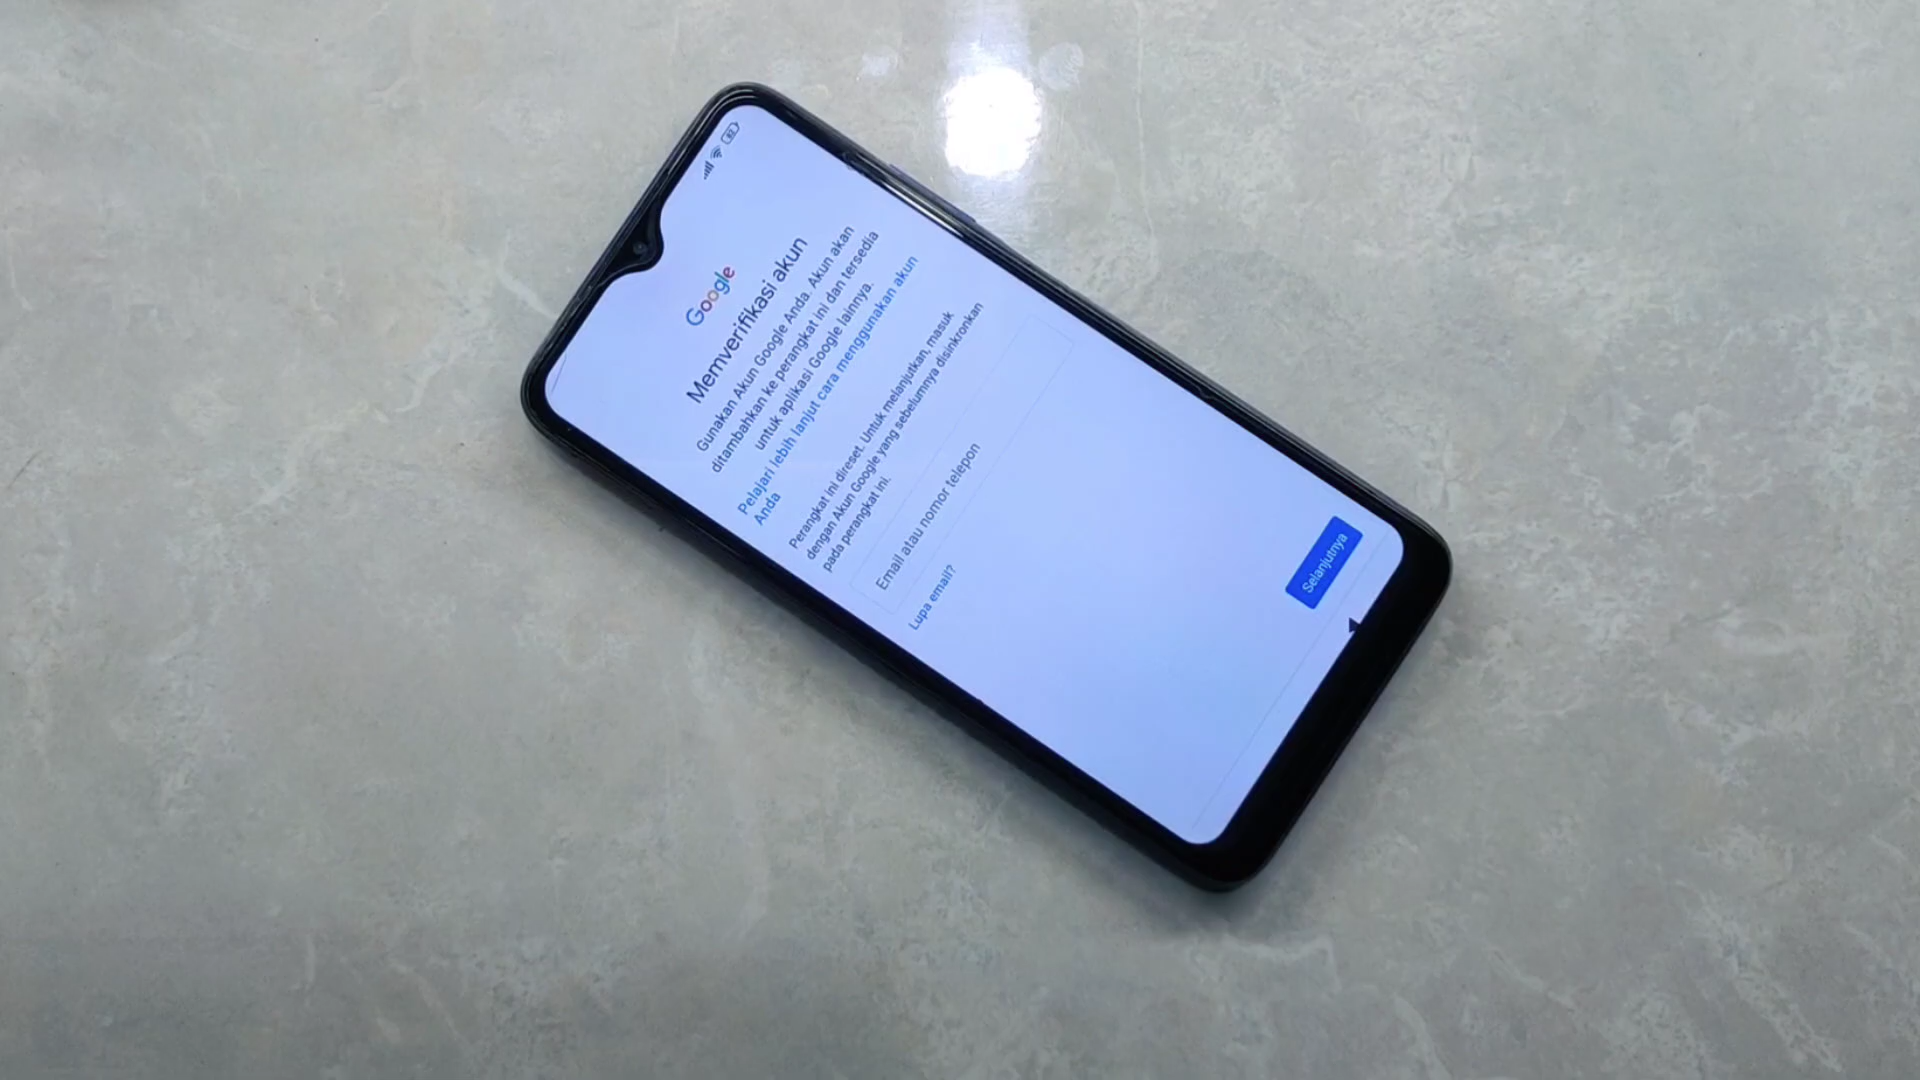 82
Google
Memverifikasi akun
Gunakan Akun Google Anda. Akun akan
ditambahkan ke perangkat ini dan tersedia
untuk aplikasi Google lainnya.
Pelajari lebih lanjut cara menggunakan akun
Anda
Perangkat ini direset. Untuk melanjutkan, masuk
dengan Akun Google yang sebelumnya disinkronkan
pada perangkat ini.
Email atau nomor telepon
Lupa email?
Selanjutnya